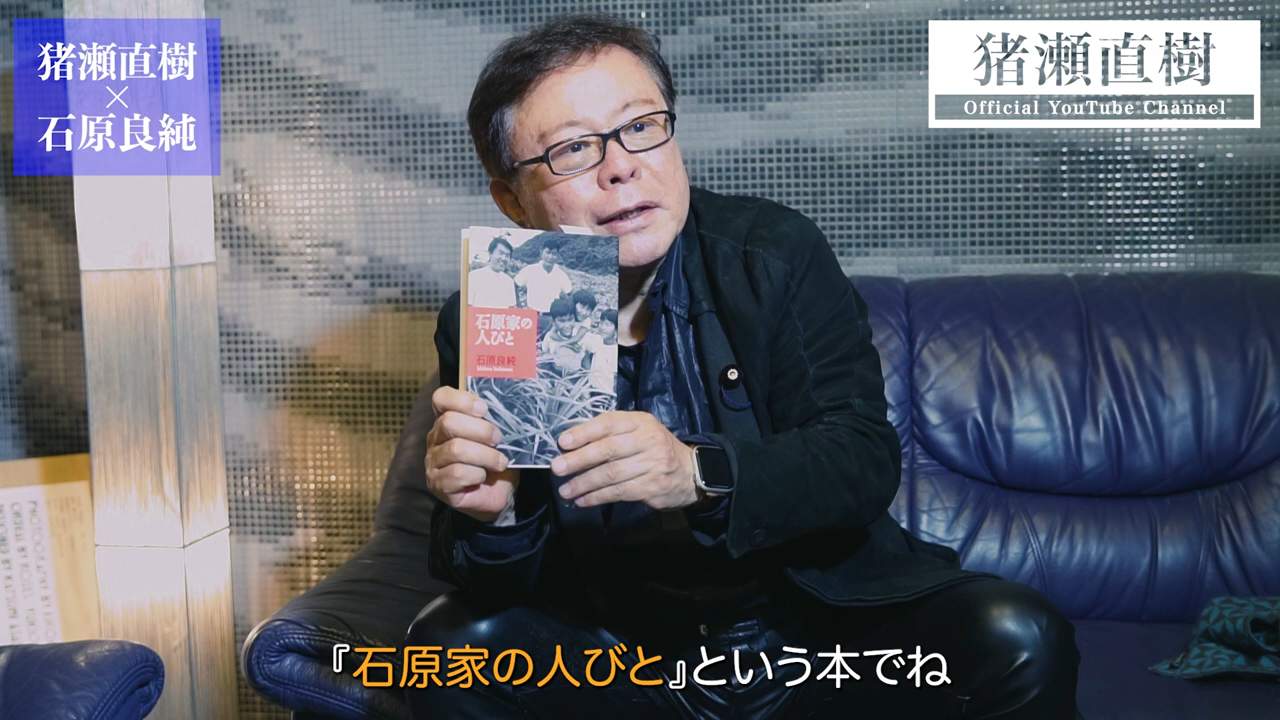 猪瀬直樹
×
石原良純
猪瀬直樹
Official YouTube Channel
石原家の
人びと
石原良純
『石原家の人びと』という本でね